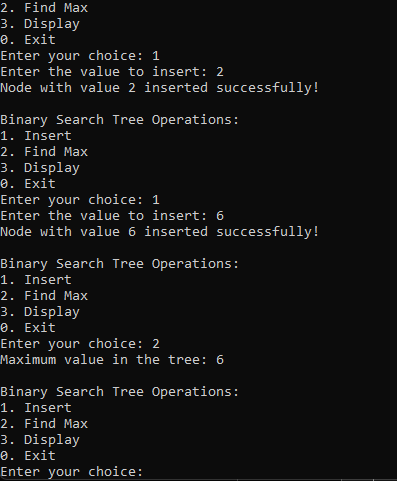 2. Find Max
3. Display
0. Exit
Enter your choice: 1
Enter the value to insert: 2
Node with value 2 inserted successfully!
Binary Search Tree Operations:
1. Insert
2. Find Max
3. Display
0. Exit
Enter your choice: 1
Enter the value to insert: 6
Node with value 6 inserted successfully!
Binary Search Tree Operations:
1. Insert
2. Find Max
3. Display
0. Exit
Enter your choice: 2
Maximum value in the tree: 6
Binary Search Tree Operations:
1. Insert
2. Find Max
3. Display
0. Exit
Enter your choice: